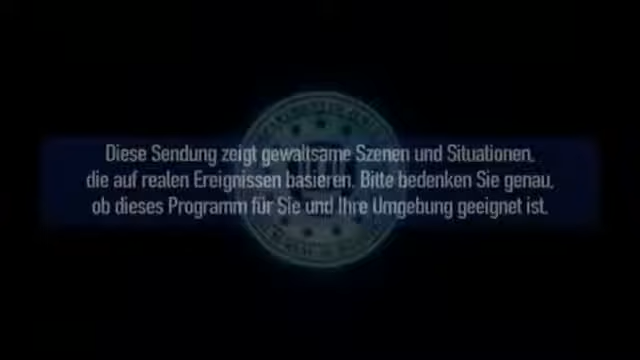 Diese Sendung zeigt gewaltsame Szenen und Situationen,
die auf realen Ereignissen basieren. Bitte bedenken Sie genau,
ob dieses Programm für Sie und Ihre Umgebung geeignet ist.